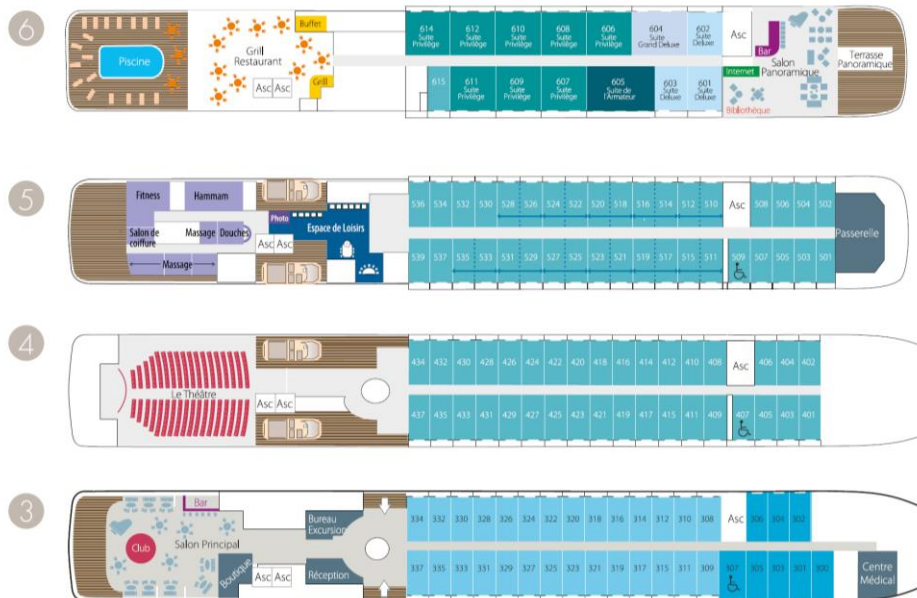 6
Piscine
Grill
Restaurant
Buffet
Grill
Asc Asc
614
Suite
Privilège
612
Suite
Privilège
610
Suite
Privilège
608
Suite
Privilège
606
Suite
Privilège
604
Suite
Grand Deluxe
602
Suite
Deluxe
615
611
Suite
Privilège
609
Suite
Privilège
607
Suite
Privilège
605
Suite de
l'Armateur
603
Suite
Deluxe
601
Suite
Deluxe
Asc
Bar
Internet
Salon
Panoramique
Bibliothèque
Terrasse
Panoramique
5
Fitness
Hammam
Salon de
coiffure
Massage
Douches
Massage
Photo
Asc Asc
Espace de Loisirs
536 534 532 530 528 526 524 522 520 518 516 514 512 510
Asc
508 506 504 502
539 537 535 533 531 529 527 525 523 521 519 517 515 511
509 507 505 503 501
Passerelle
4
Le Théâtre
Asc Asc
434 432 430 428 426 424 422 420 418 416 414 412 410 408
Asc
406 404 402
437 435 433 431 429 427 425 423 421 419 417 415 411 409
407 405 403 401
3
Bar
Club
Salon Principal
Boutique
Bureau
Excursion
Réception
Asc Asc
334 332 330 328 326 324 322 320 318 316 314 312 310 308
Asc
306 304 302
337 335 333 331 329 327 325 323 321 319 317 315 311 309
307 305 303 301 300
Centre
Médical